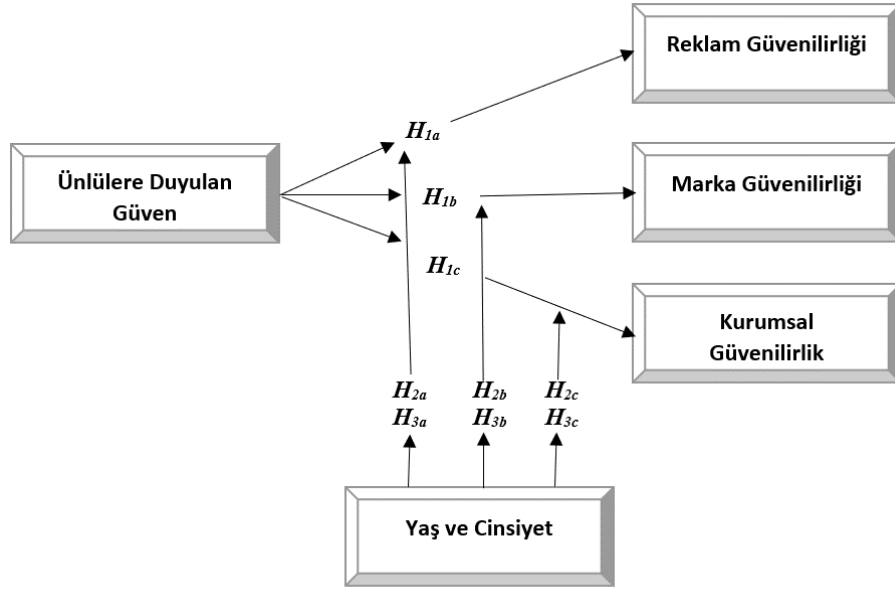 Reklam Güvenilirliği
H1a
Ünlülere Duyulan
Güven
H1b
Marka Güvenilirliği
H1c
Kurumsal
Güvenilirlik
H2a H2b H2c
H3a H3b H3c
Yaş ve Cinsiyet